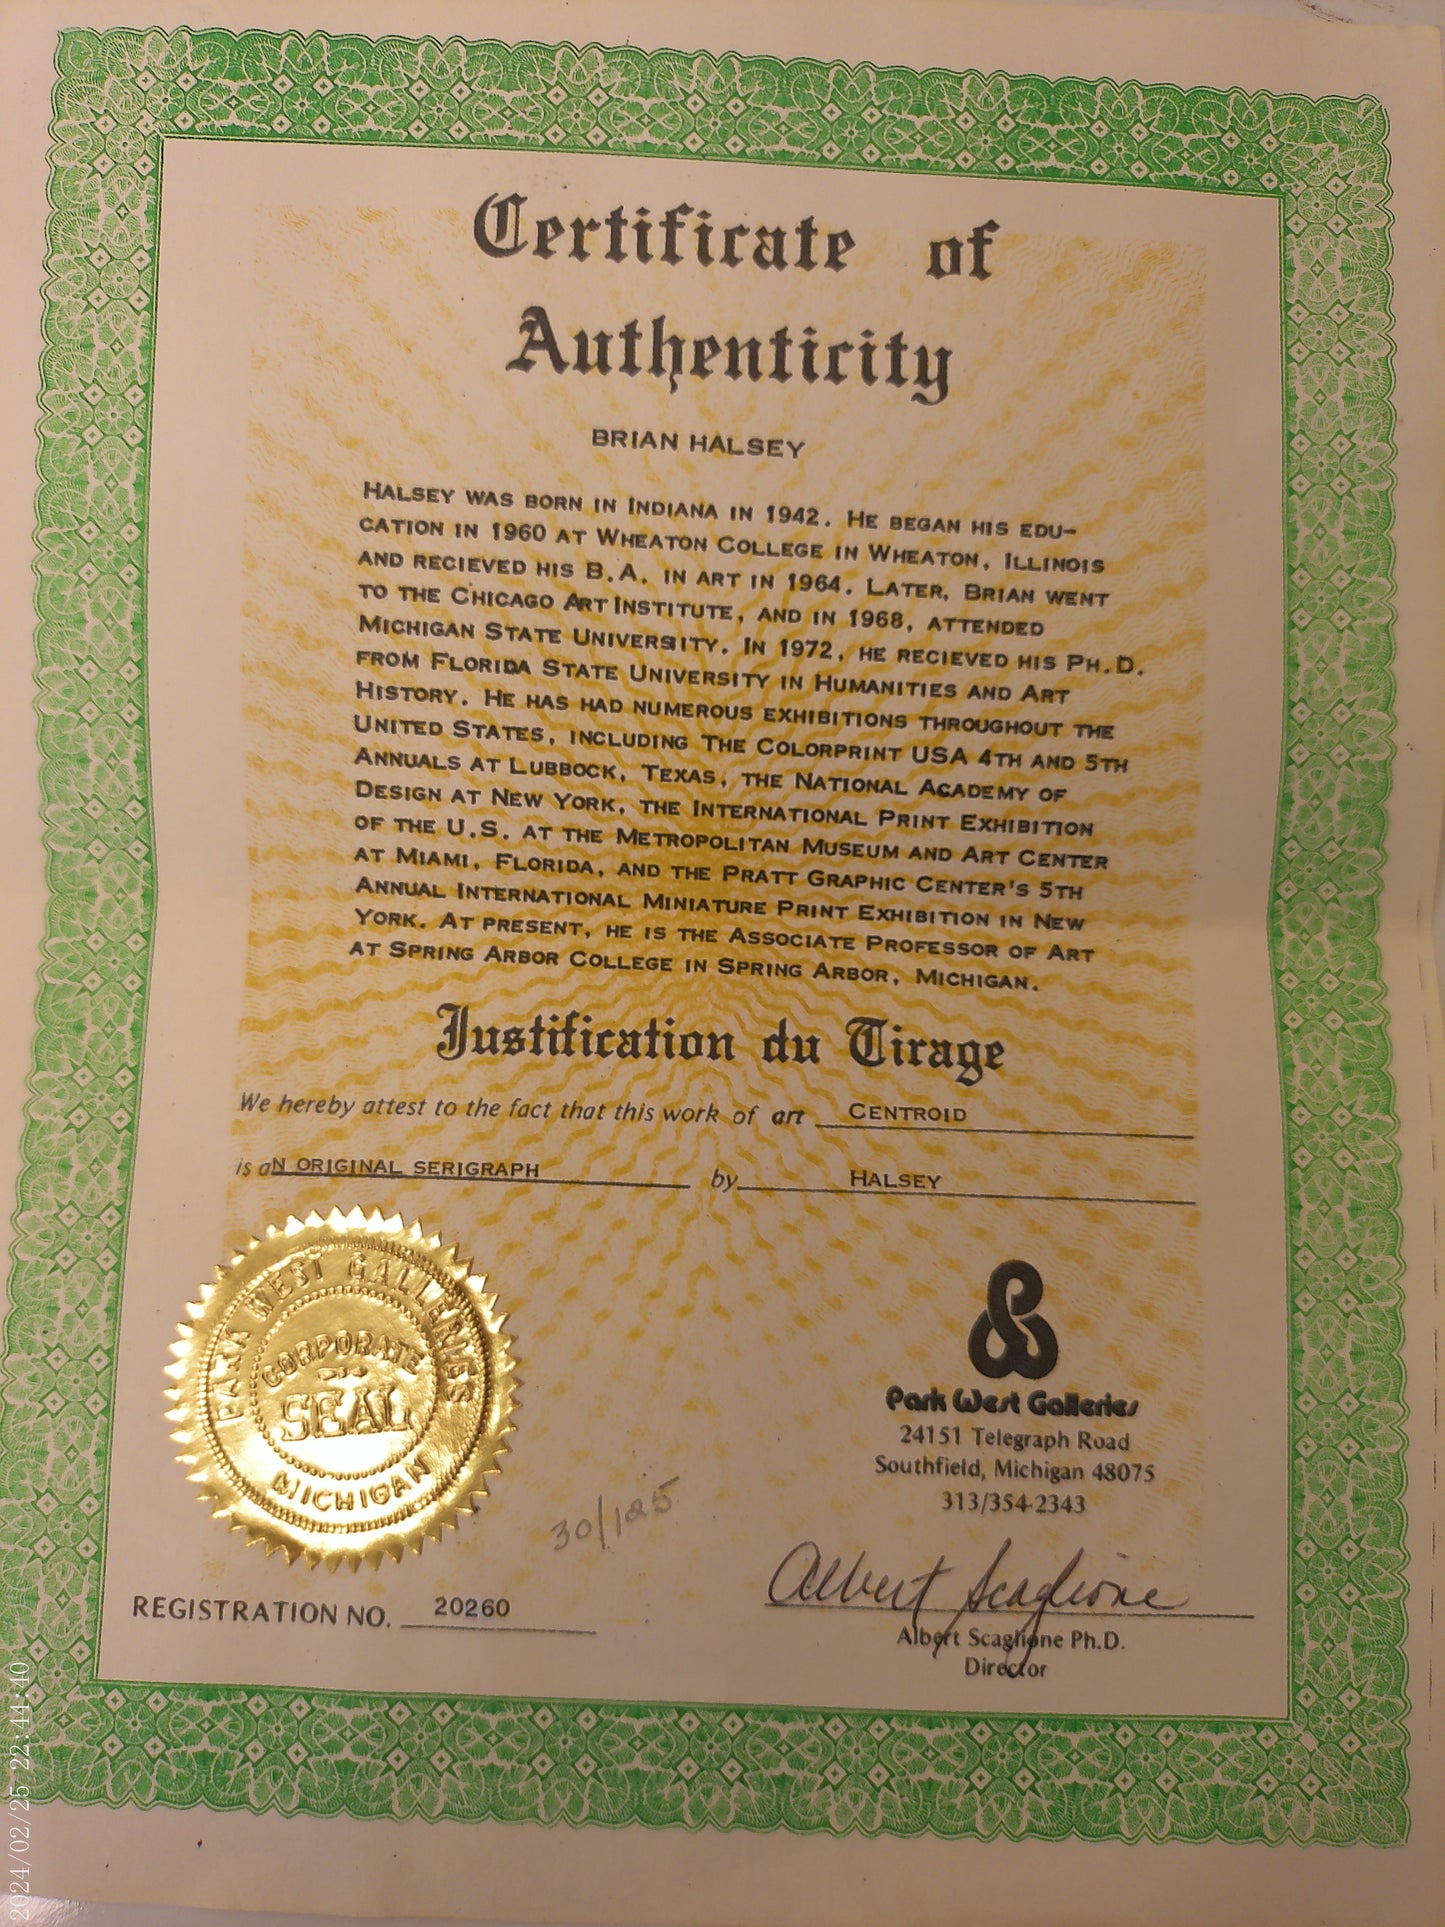 Certificate of
Authenticity
BRIAN HALSEY
HALSEY WAS BORN IN INDIANA IN 1942. HE BEGAN HIS EDU-
CATION IN 1960 AT WHEATON COLLEGE IN WHEATON, ILLINOIS
AND RECIEVED HIS B.A. IN ART IN 1964. LATER, BRIAN WENT
TO THE CHICAGO ART INSTITUTE, AND IN 1968, ATTENDED
MICHIGAN STATE UNIVERSITY. IN 1972, HE RECIEVED HIS PH.D.
FROM FLORIDA STATE UNIVERSITY IN HUMANITIES AND ART
HISTORY. HE HAS HAD NUMEROUS EXHIBITIONS THROUGHOUT THE
UNITED STATES, INCLUDING THE COLORPRINT USA 4TH AND 5TH
ANNUALS AT LUBBOCK, TEXAS, THE NATIONAL ACADEMY OF
DESIGN AT NEW YORK, THE INTERNATIONAL PRINT EXHIBITION
OF THE U.S. AT THE METROPOLITAN MUSEUM AND ART CENTER
AT MIAMI, FLORIDA, AND THE PRATT GRAPHIC CENTER'S 5TH
ANNUAL INTERNATIONAL MINIATURE PRINT EXHIBITION IN NEW
YORK. AT PRESENT, HE IS THE ASSOCIATE PROFESSOR OF ART
AT SPRING ARBOR COLLEGE IN SPRING ARBOR, MICHIGAN.
Justification du Tirage
We hereby attest to the fact that this work of art CENTROID
is aN ORIGINAL SERIGRAPH by HALSEY
PARK WEST GALLERIES
CORPORATE
SEAL
MICHIGAN
Park West Galleries
24151 Telegraph Road
Southfield, Michigan 48075
313/354-2343
30/125
Albert Scaglione
REGISTRATION NO. 20260
Albert Scaglione Ph.D.
Director
2024/02/25 22:44:40